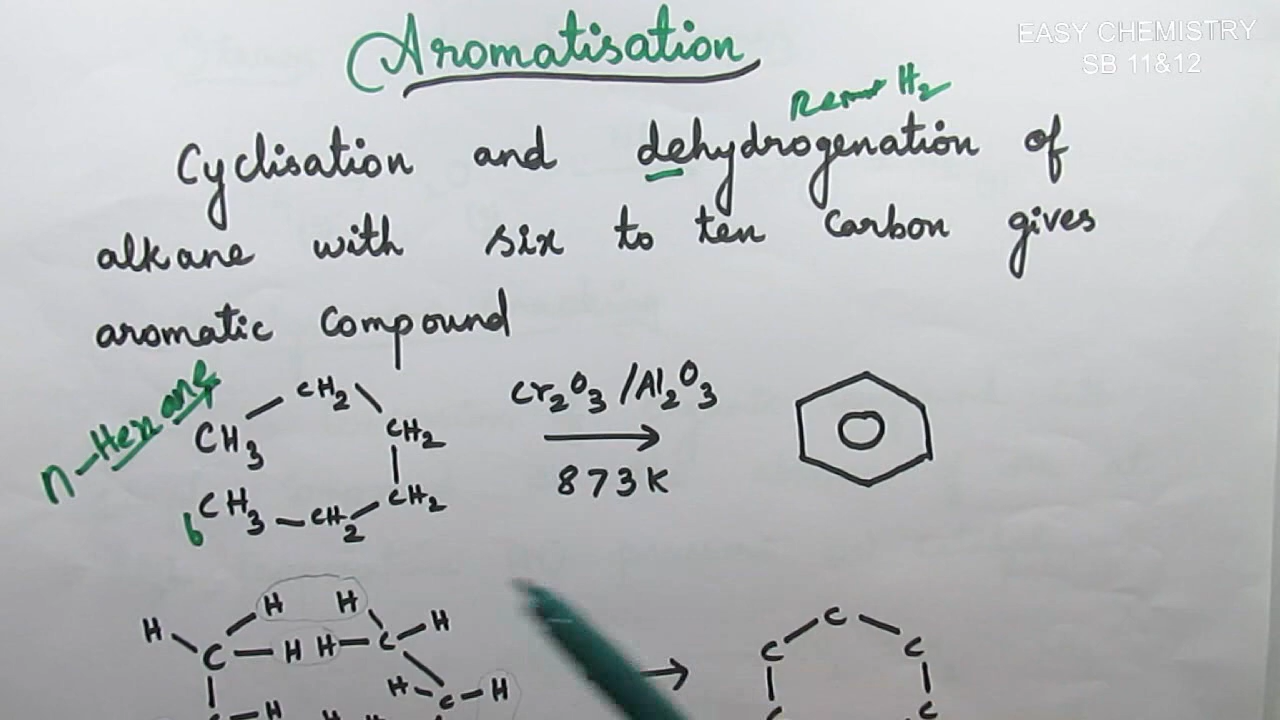 Aromatisation
EASY CHEMISTRY
SB 11&12
H₂
Cyclisation and dehydrogenation of
alkane with six to ten carbon gives
aromatic compound
n-Hexane
CH₃ CH₂ CH₂
CH₃ CH₂ CH₂
6
Cr₂O₃/Al₂O₃
873K
H H H
H C H H C H
H C H
C H H H C
C
C C
C C